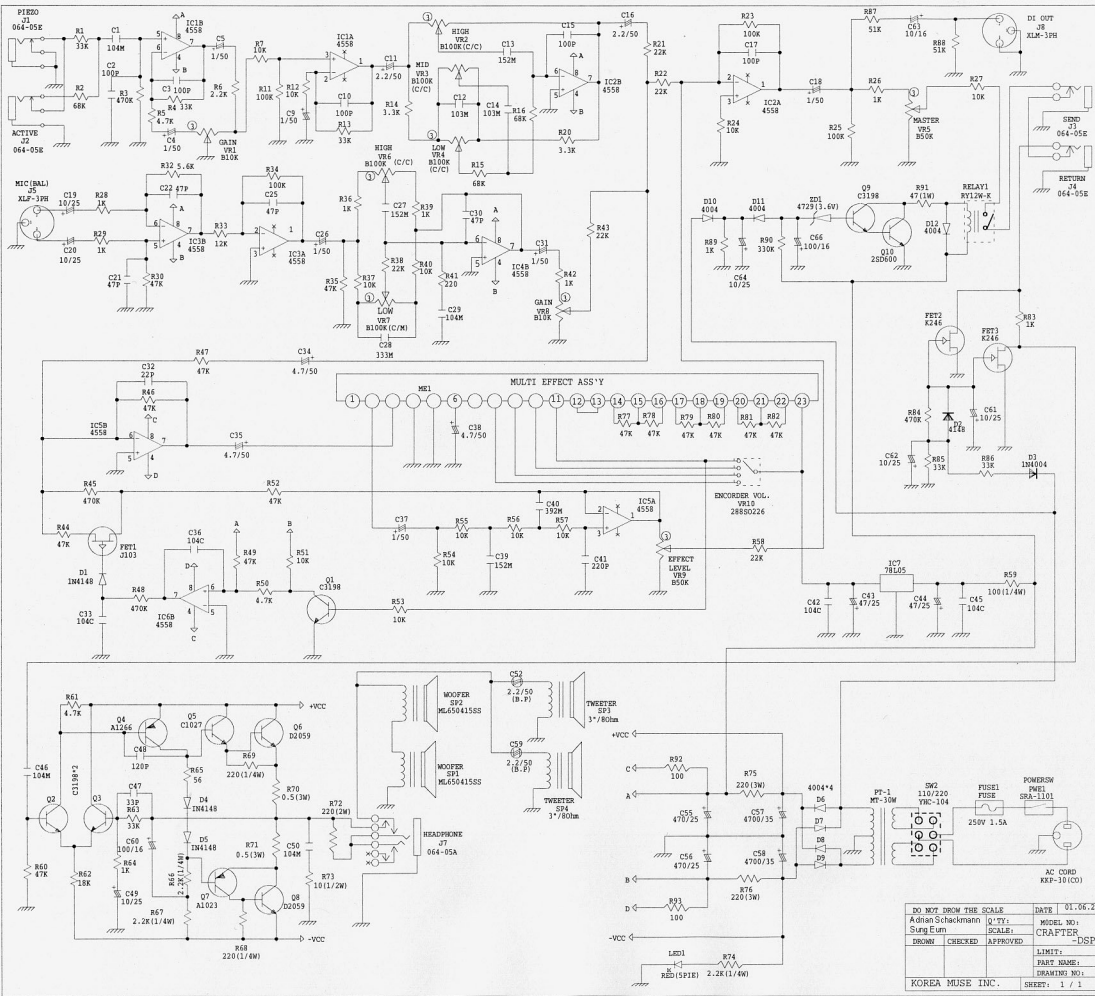 PIEZO
J1
064-05E
R1
33K
C1
104M
C2
100P
R3
470K
R2
68K
ACTIVE
J2
064-05E
IC1B
4558
100P
C3
R4 33K
R5
4.7K
C4
1/50
C5
1/50
R6
2.2K
GAIN
VR1
B10K
R7
10K
R11
100K
R12
10K
C9
1/50
IC1A
4558
C10
100P
R13
33K
C11
2.2/50
HIGH
VR2
B100K(C/C)
MID
VR3
B100K
(C/C)
R14
3.3K
C12
103M
LOW
VR4
B100K
(C/C)
C13
152M
C14
103M
R16
68K
R15
68K
C15
100P
IC2B
4558
R20
3.3K
C16
2.2/50
R21
22K
R22
22K
R23
100K
C17
100P
IC2A
4558
R24
10K
C18
1/50
R25
100K
R26
1K
MASTER
VR5
B50K
R87
51K
C63
10/16
R88
51K
DI OUT
J8
XLM-3PH
R27
10K
SEND
J3
064-05E
RETURN
J4
064-05E
MIC(BAL)
J5
XLF-3PH
C19
10/25
R28
1K
C20
10/25
R29
1K
C21
47P
R30
47K
R32 5.6K
C22 47P
IC3B
4558
R33
12K
R34
100K
C25
47P
IC3A
4558
C26
1/50
R35
47K
HIGH
VR6
B100K (C/C)
R36
1K
C27
152M
R39
1K
R37
10K
R38
22K
R40
10K
LOW
VR7
B100K(C/M)
C28
333M
R41
220
C29
104M
C30
47P
IC4B
4558
C31
1/50
R42
1K
GAIN
VR8
B10K
R43
22K
D10
4004
D11
4004
ZD1
4729(3.6V)
R89
1K
C64
10/25
R90
330K
C66
100/16
Q9
C3198
Q10
2SD600
R91
47(1W)
D12
4004
RELAY1
RY12W-K
FET2
K246
FET3
K246
R83
1K
R84
470K
D2
4148
C61
10/25
C62
10/25
R85
33K
R86
33K
D3
1N4004
R47
47K
C34
4.7/50
C32
22P
R46
47K
IC5B
4558
C35
4.7/50
MULTI EFFECT ASS'Y
ME1
1 6 11 12 13 14 15 16 17 18 19 20 21 22 23
C38
4.7/50
R77
47K
R78
47K
R79
47K
R80
47K
R81
47K
R82
47K
ENCORDER VOL.
VR10
288SO226
R45
470K
R52
47K
R44
47K
FET1
J103
D1
1N4148
C33
104C
R48
470K
C36
104C
IC6B
4558
R49
47K
R50
4.7K
R51
10K
Q1
C3198
R53
10K
C37
1/50
R54
10K
R55
10K
C39
152M
R56
10K
C40
392M
R57
10K
C41
220P
IC5A
4558
EFFECT
LEVEL
VR9
B50K
R58
22K
C42
104C
C43
47/25
IC7
78L05
C44
47/25
C45
104C
R59
100(1/4W)
R61
4.7K
Q4
A1266
C48
120P
Q5
C1027
Q6
D2059
R69
220(1/4W)
C46
104M
C3198*2
Q2
Q3
C47
33P
R63
33K
C60
100/16
R64
1K
C49
10/25
R60
47K
R62
18K
R65
56
D4
IN4148
D5
IN4148
R66
2.2K(1/4W)
R67
2.2K(1/4W)
R70
0.5(3W)
R71
0.5(3W)
Q7
A1023
Q8
D2059
R68
220(1/4W)
+VCC
-VCC
C50
104M
R73
10(1/2W)
R72
220(2W)
HEADPHONE
J7
064-05A
WOOFER
SP2
ML650415SS
WOOFER
SP1
ML650415SS
C52
2.2/50
(B.P)
TWEETER
SP3
3"/8Ohm
C59
2.2/50
(B.P)
TWEETER
SP4
3"/8Ohm
+VCC
C
R92
100
A
R75
220(3W)
C55
470/25
C57
4700/35
C56
470/25
C58
4700/35
B
R76
220(3W)
D
R93
100
-VCC
LED1
RED(5PIE)
R74
2.2K(1/4W)
4004*4
D6
D7
D8
D9
PT-1
MT-30W
SW2
110/220
YHC-104
FUSE1
FUSE
250V 1.5A
POWERSW
PWE1
SRA-1101
AC CORD
KKP-30(CO)
DO NOT DROW THE SCALE
DATE 01.06.2
Adrian Schackmann
Sung Eum
Q'TY:
SCALE:
MODEL NO:
CRAFTER
-DSP
DROWN CHECKED APPROVED
LIMIT:
PART NAME:
DRAWING NO:
KOREA MUSE INC.
SHEET: 1 / 1